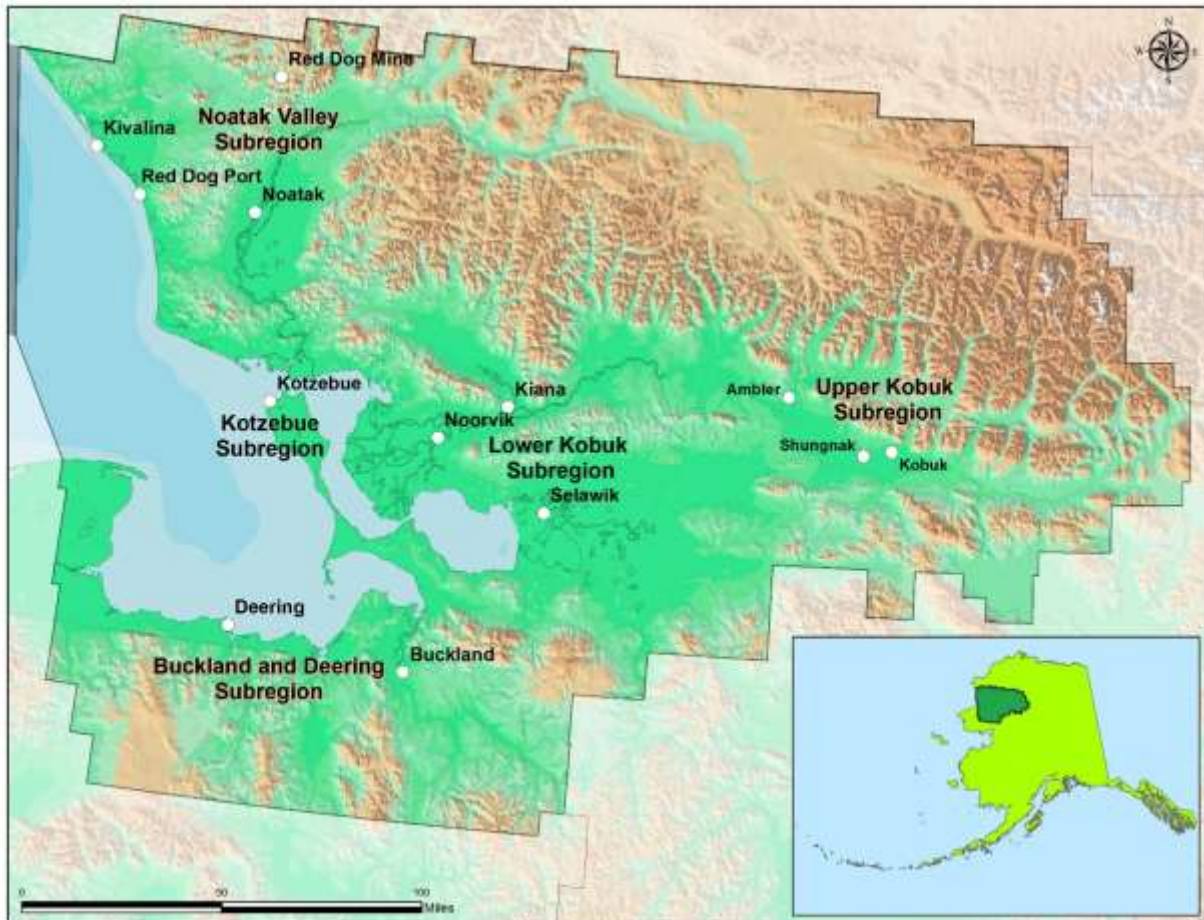 N
W
E
S
Red Dog Mine
Noatak Valley
Subregion
Kivalina
Red Dog Port
Noatak
Kotzebue
Kotzebue
Subregion
Kiana
Noorvik
Lower Kobuk
Subregion
Selawik
Ambler
Upper Kobuk
Subregion
Shungnak
Kobuk
Deering
Buckland and Deering
Subregion
Buckland
0
50
100
Miles